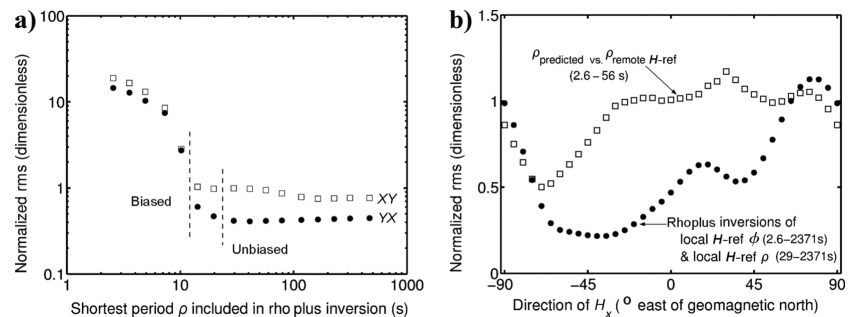 a)
Normalized rms (dimensionless)
100
10
1.0
0.1
Biased
Unbiased
XY
YX
1
10
100
1000
Shortest period ρ included in rho plus inversion (s)
b)
Normalized rms (dimensionless)
1.5
1
0.5
0
ρpredicted vs. ρremote H-ref
(2.6–56 s)
Rhoplus inversions of
local H-ref ϕ (2.6–2371s)
& local H-ref ρ (29–2371s)
−90
−45
0
45
90
Direction of Hx (° east of geomagnetic north)